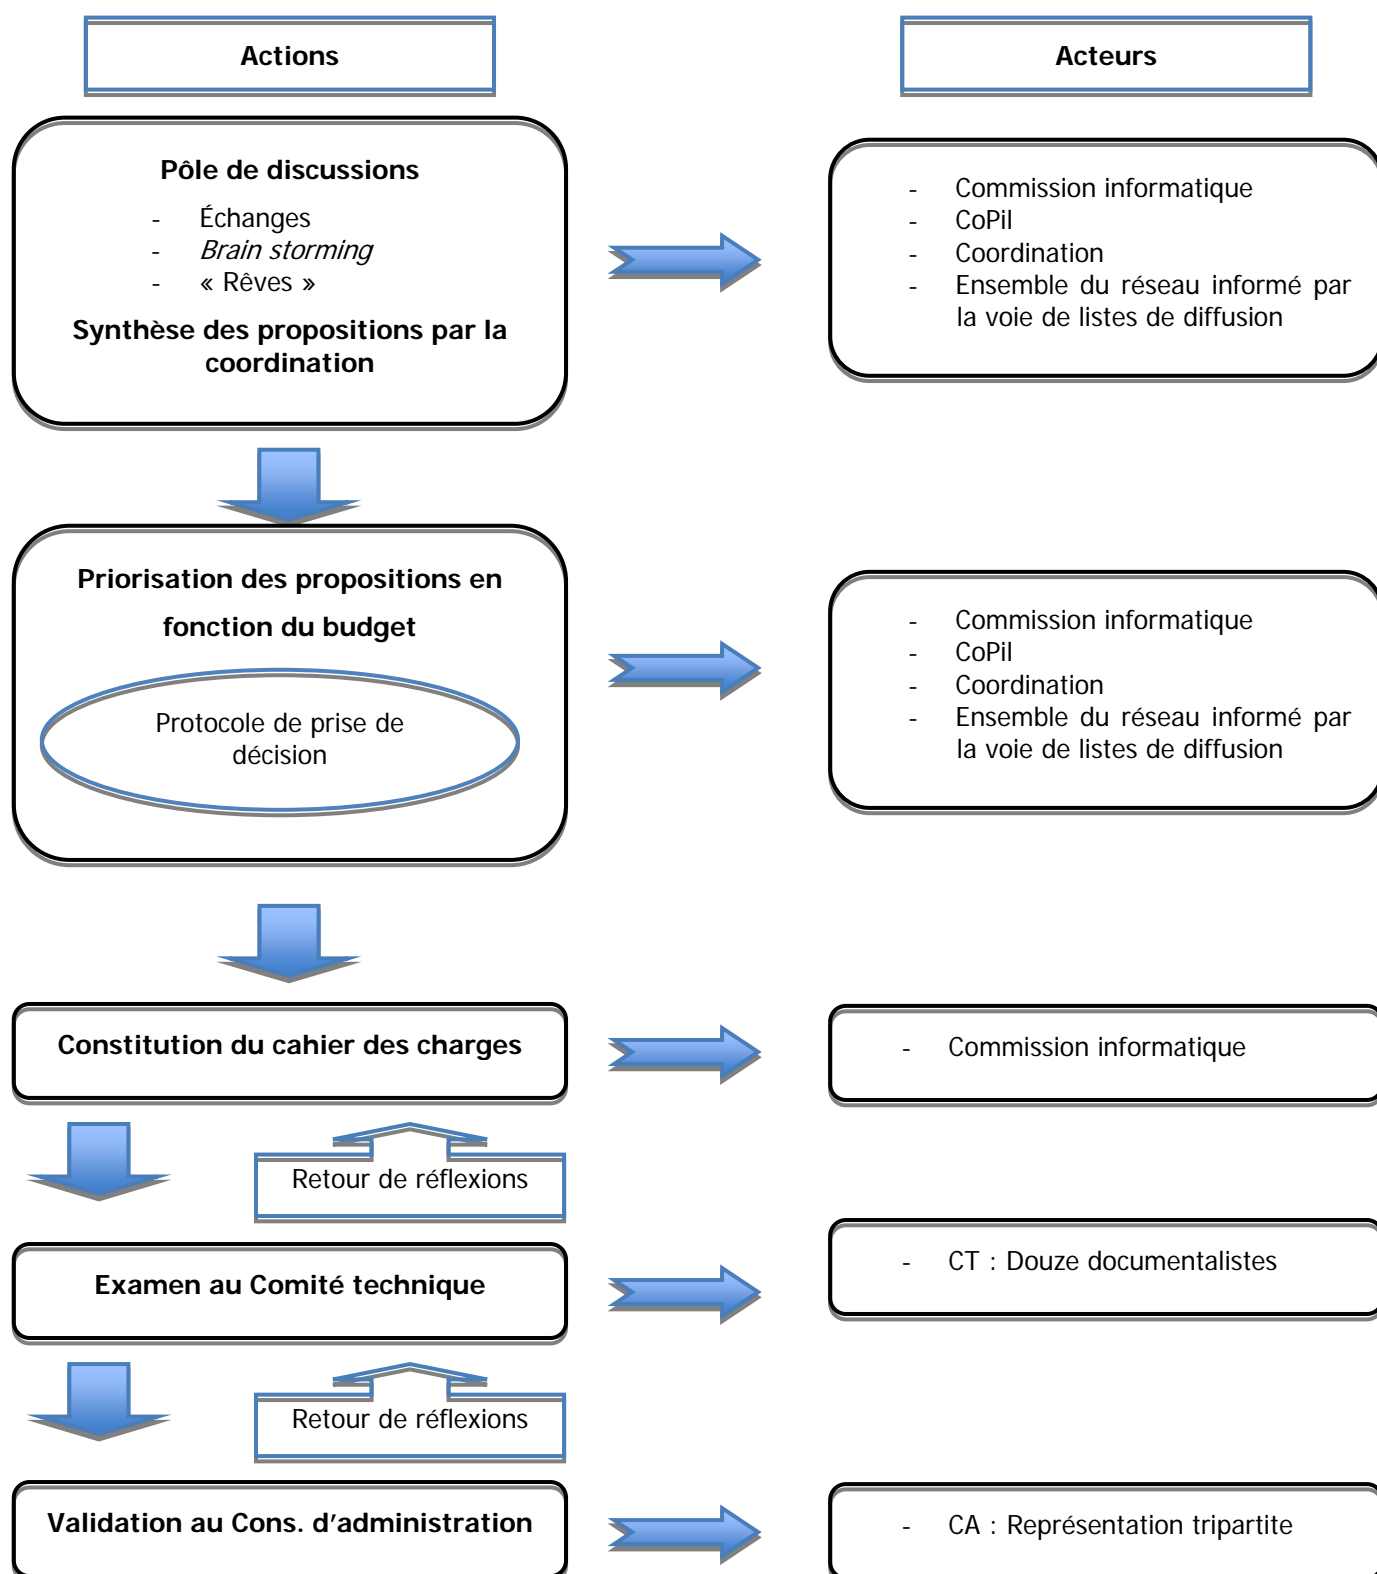 Actions
Acteurs
Pôle de discussions
- Échanges
- Brain storming
- « Rêves »
Synthèse des propositions par la
coordination
- Commission informatique
- CoPil
- Coordination
- Ensemble du réseau informé par
la voie de listes de diffusion
Priorisation des propositions en
fonction du budget
Protocole de prise de
décision
- Commission informatique
- CoPil
- Coordination
- Ensemble du réseau informé par
la voie de listes de diffusion
Constitution du cahier des charges
- Commission informatique
Retour de réflexions
Examen au Comité technique
- CT : Douze documentalistes
Retour de réflexions
Validation au Cons. d’administration
- CA : Représentation tripartite